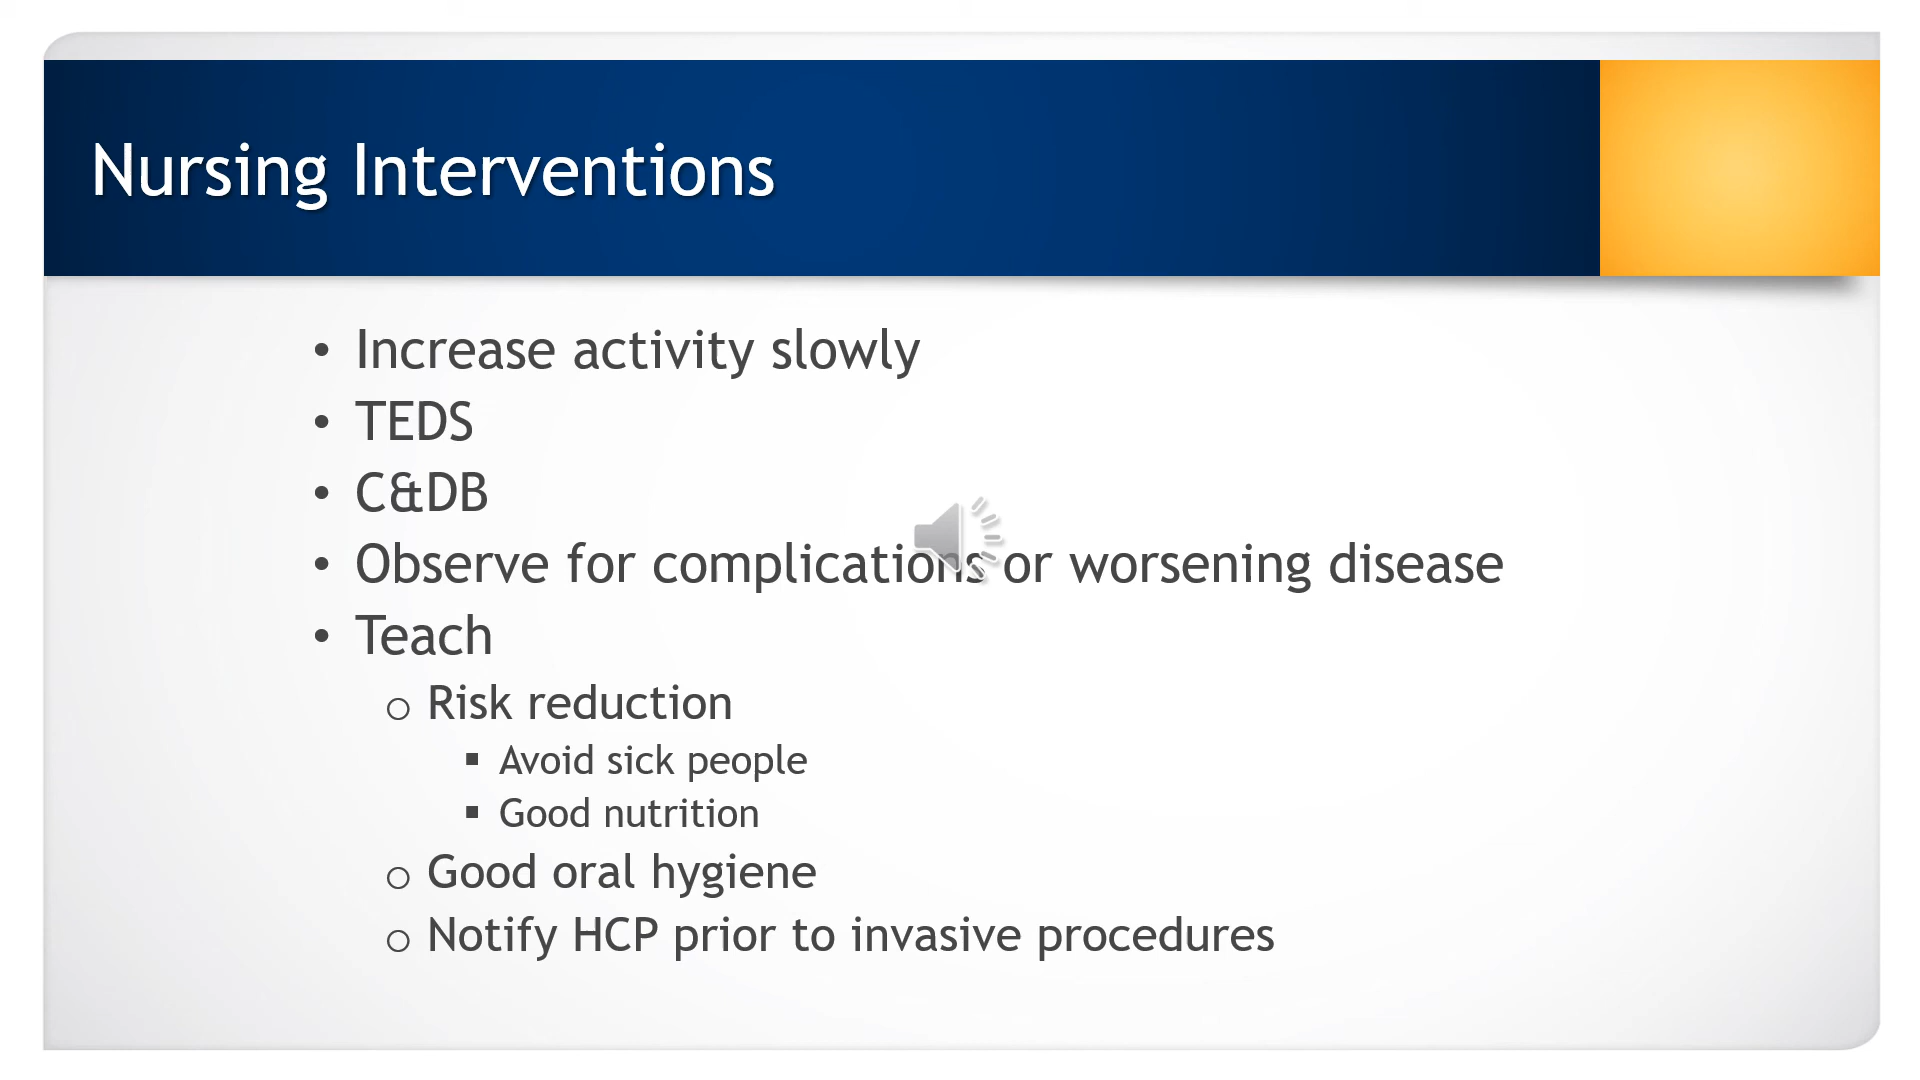 Nursing Interventions
• Increase activity slowly
• TEDS
• C&DB
• Observe for complications or worsening disease
• Teach
o Risk reduction
▪ Avoid sick people
▪ Good nutrition
o Good oral hygiene
o Notify HCP prior to invasive procedures